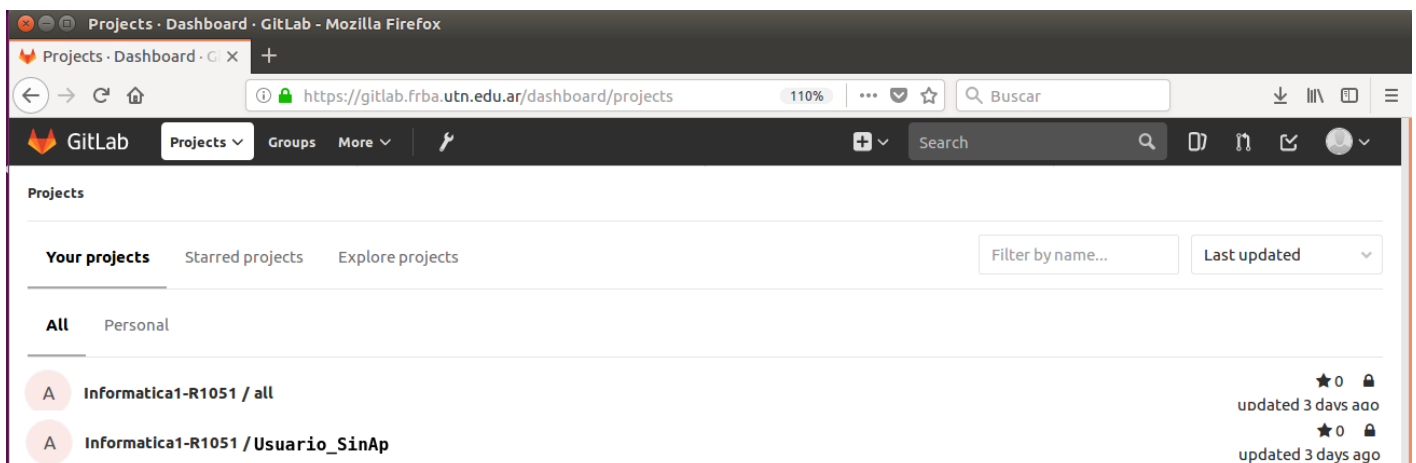 Projects · Dashboard · GitLab - Mozilla Firefox
Projects · Dashboard · G
https://gitlab.frba.utn.edu.ar/dashboard/projects 110% Buscar
GitLab Projects Groups More Search
Projects
Your projects Starred projects Explore projects Filter by name... Last updated
All Personal
A Informatica1-R1051 / all 0
updated 3 days ago
A Informatica1-R1051 / Usuario_SinAp 0
updated 3 days ago